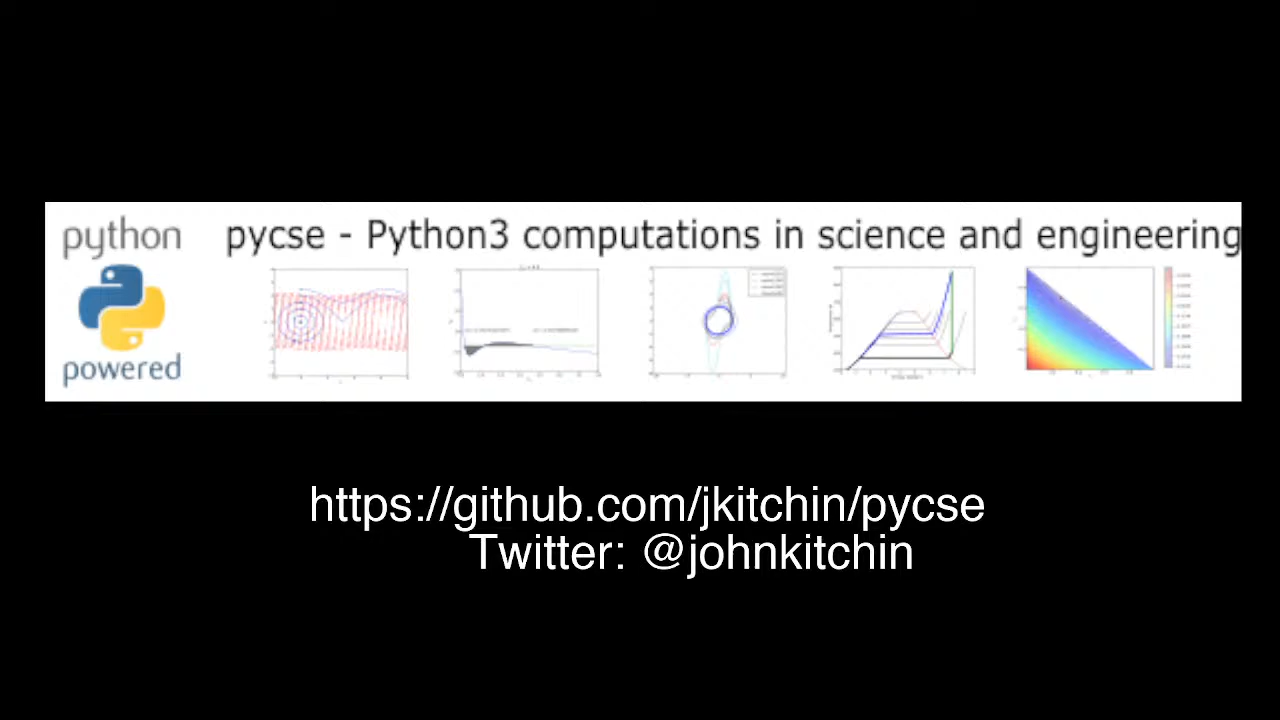 python
powered
pycse - Python3 computations in science and engineering
https://github.com/jkitchin/pycse
Twitter: @johnkitchin